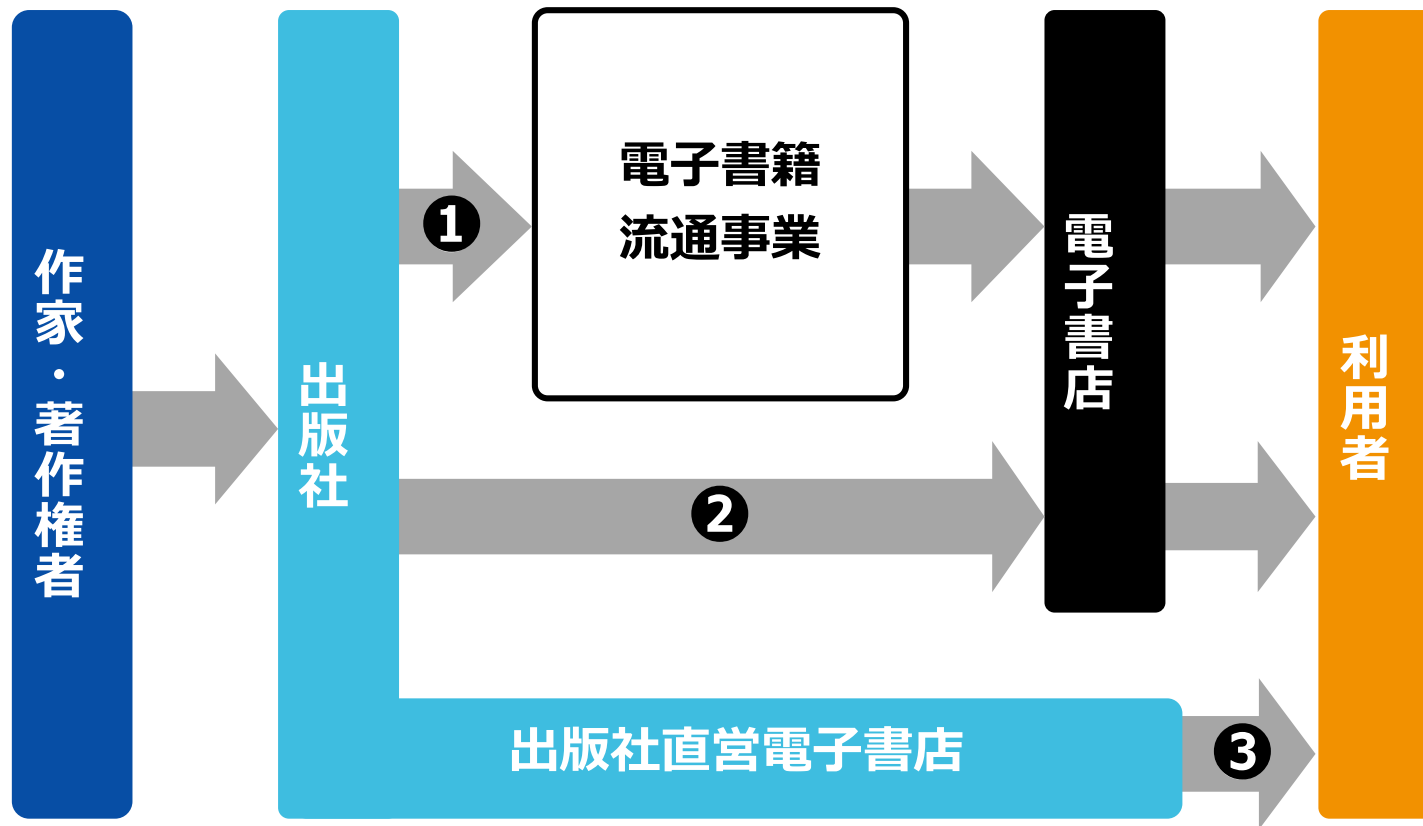 作家・著作権者
出版社
❶
電子書籍
流通事業
電子書店
利用者
❷
出版社直営電子書店
❸